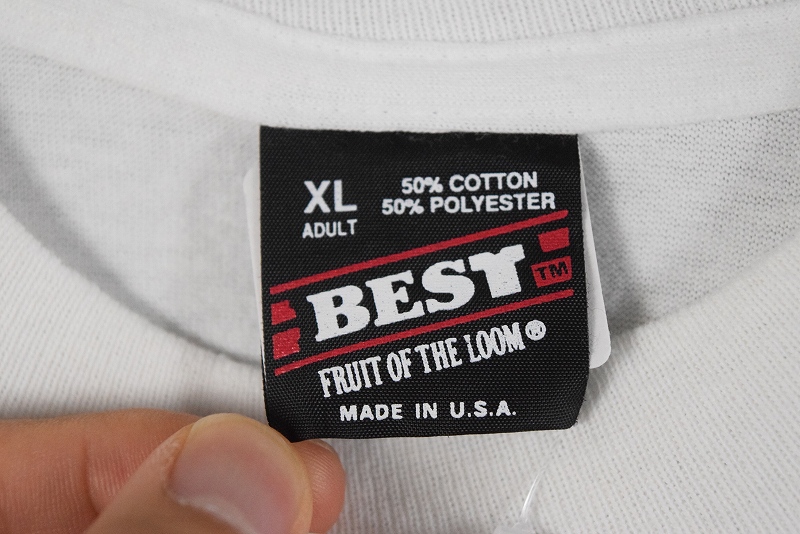 XL
ADULT
50% COTTON
50% POLYESTER
BEST TM
FRUIT OF THE LOOM®
MADE IN U.S.A.